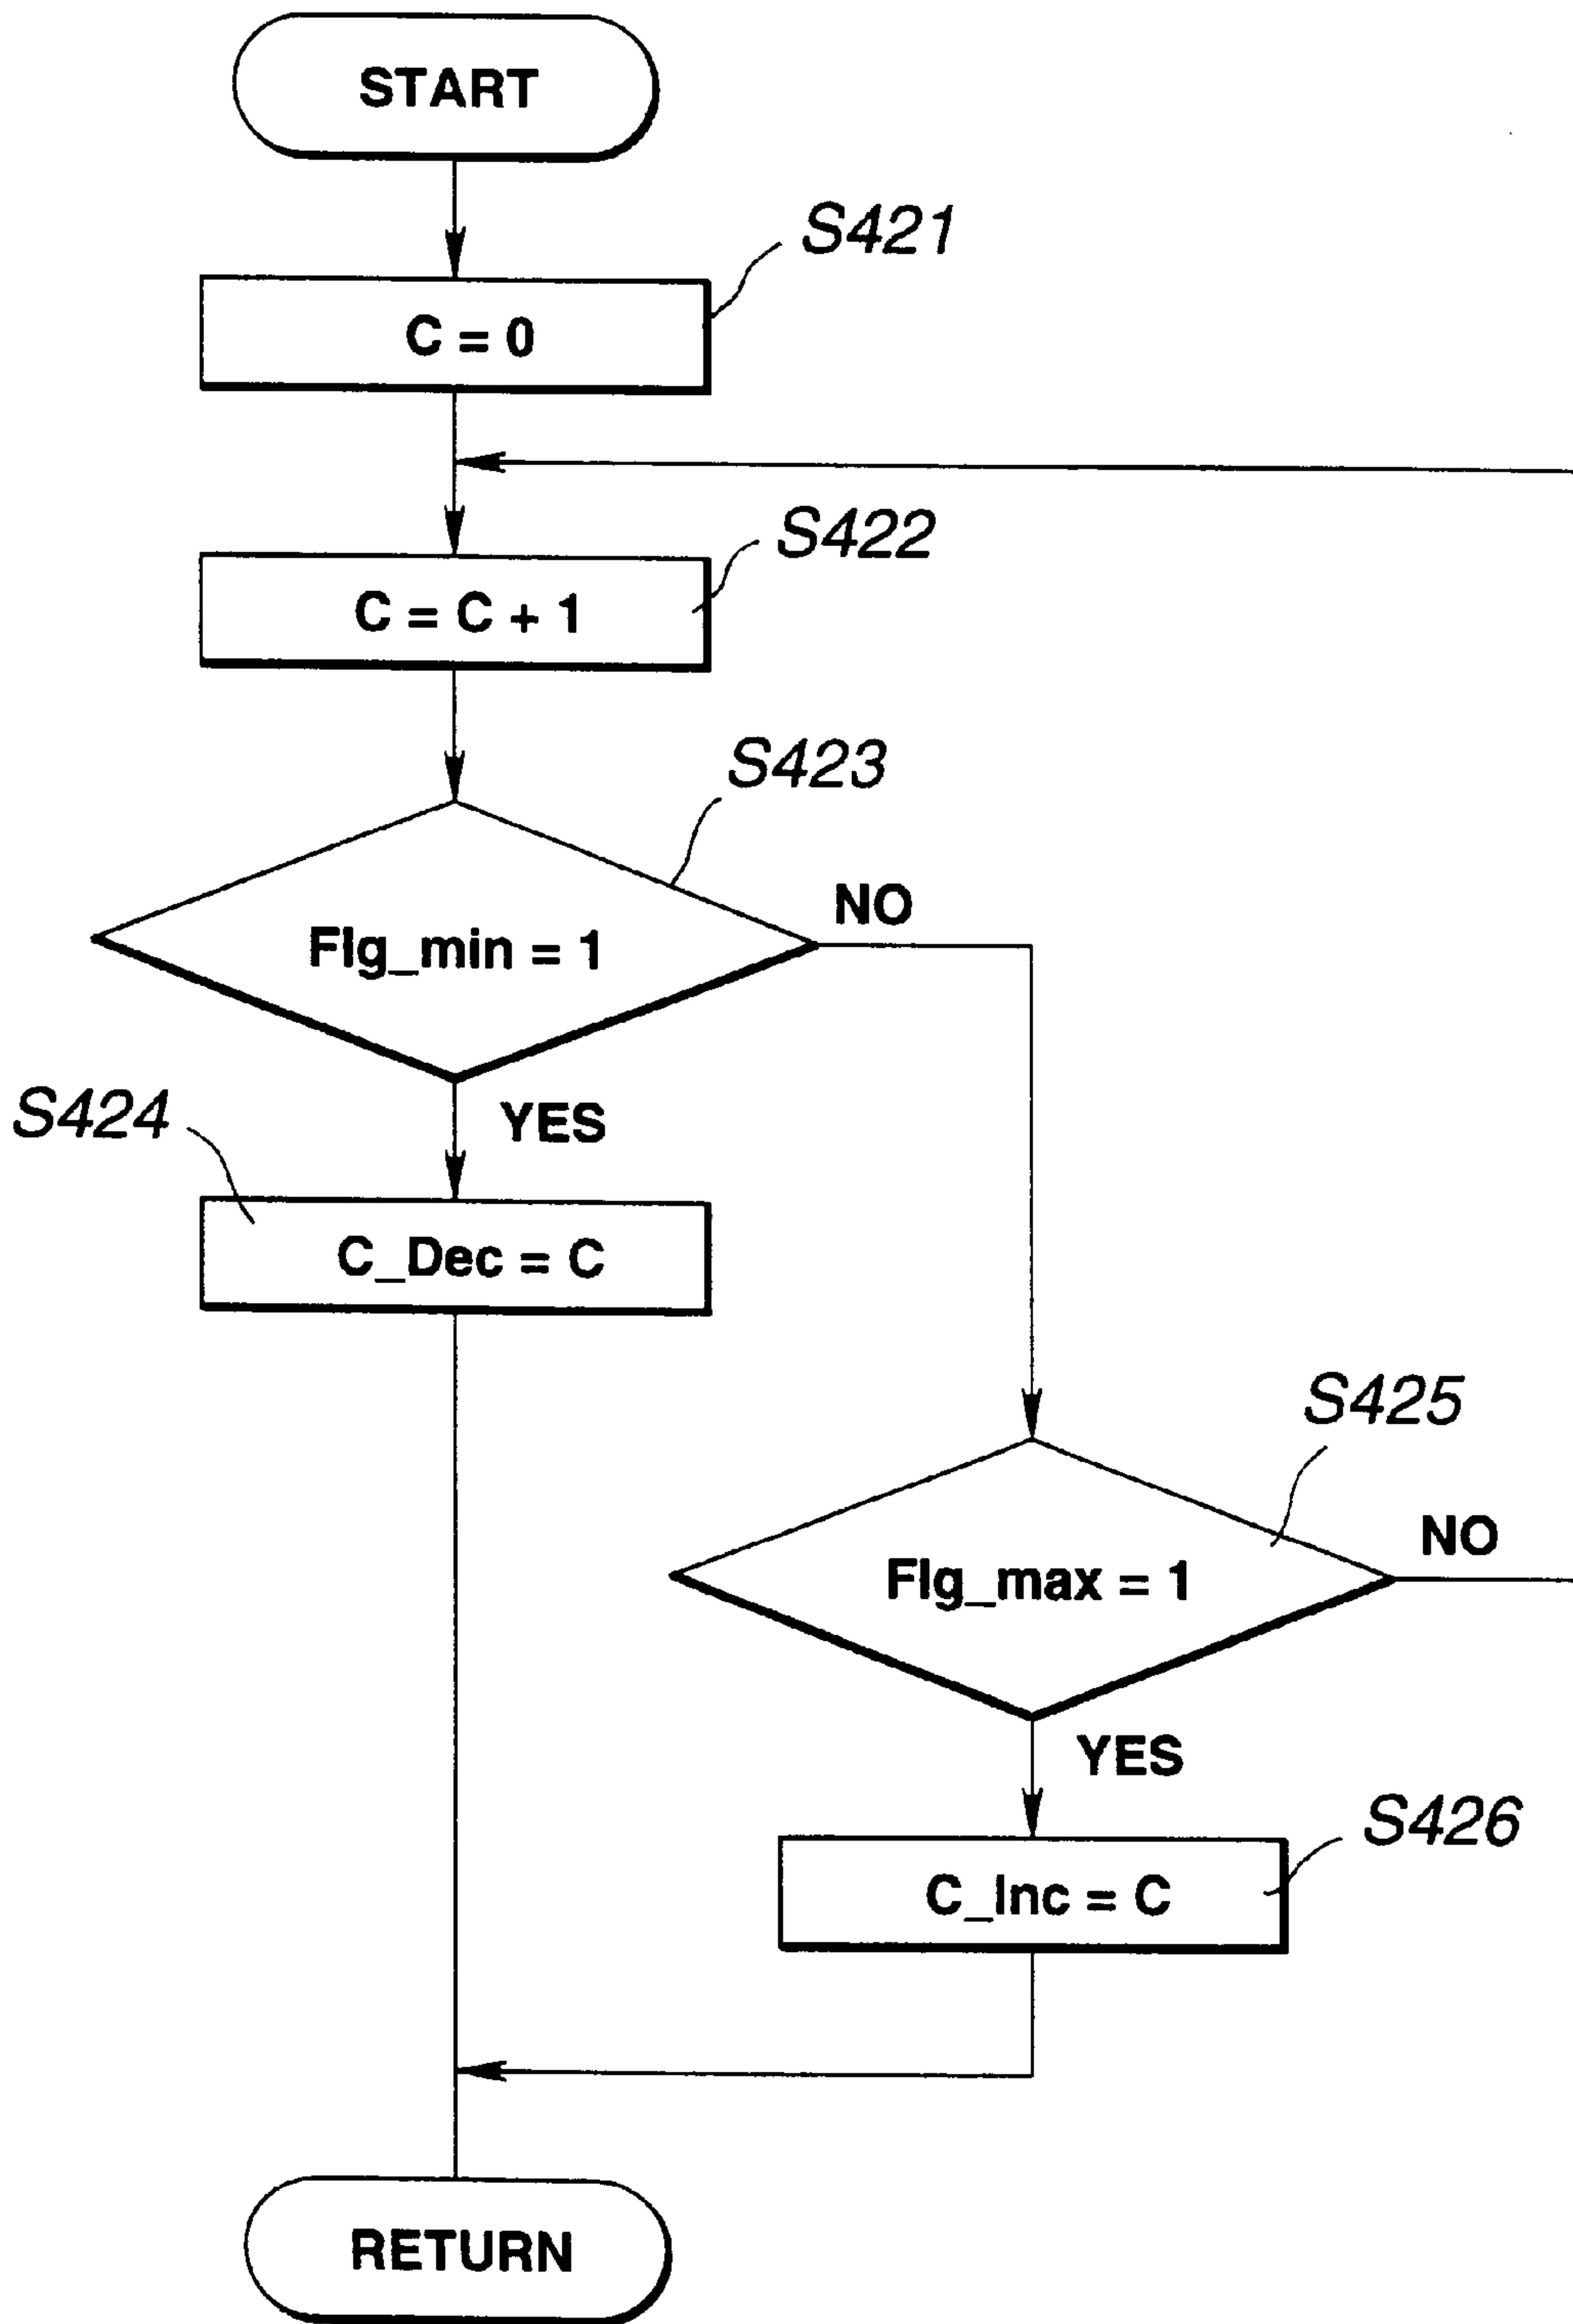 START
S421
C = 0
S422
C = C + 1
S423
Flg_min = 1
NO
YES
S424
C_Dec = C
S425
Flg_max = 1
NO
YES
S426
C_Inc = C
RETURN